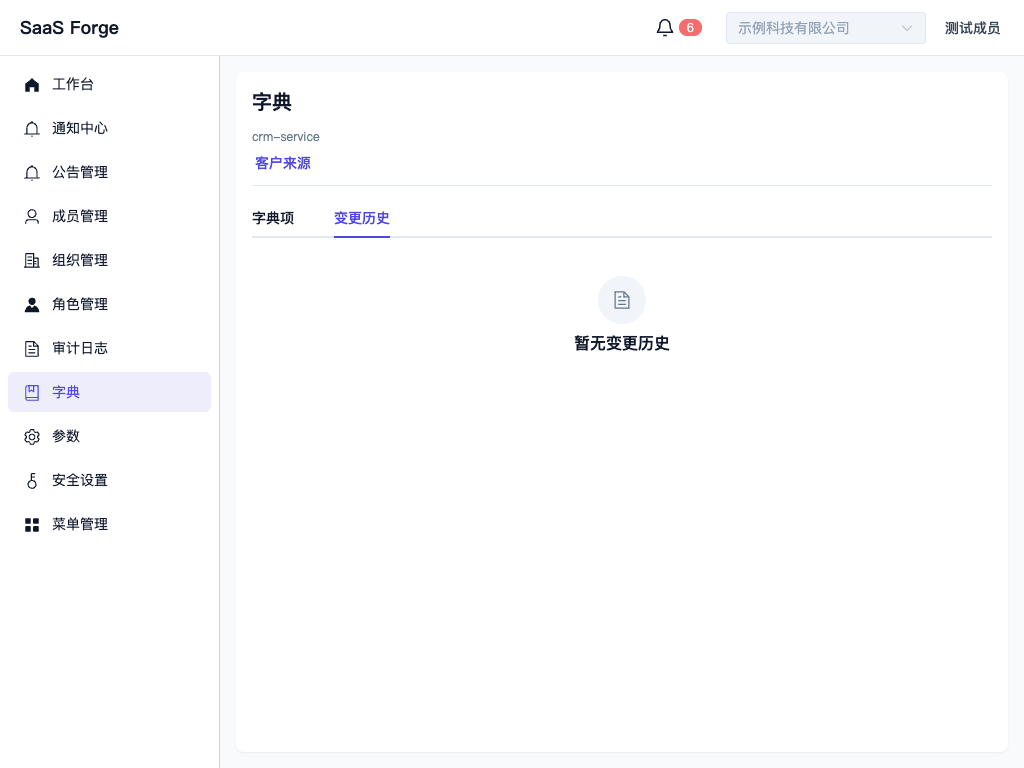 SaaS Forge
6
示例科技有限公司
测试成员
工作台
通知中心
公告管理
成员管理
组织管理
角色管理
审计日志
字典
参数
安全设置
菜单管理
字典
crm-service
客户来源
字典项
变更历史
暂无变更历史